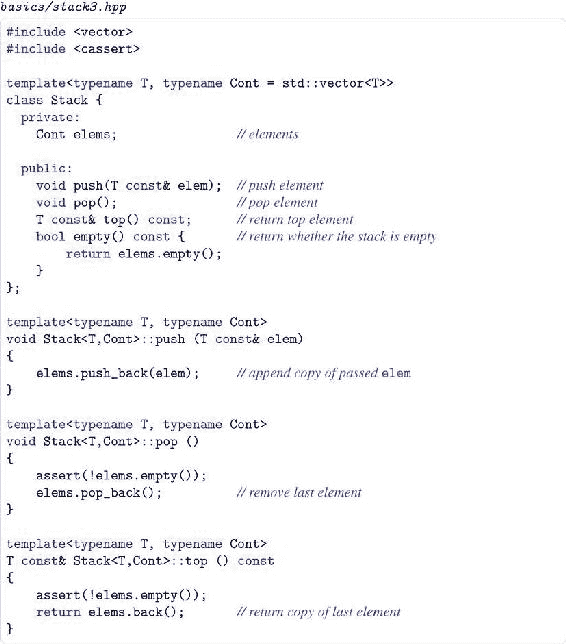 basics/stack3.hpp
#include <vector>
#include <cassert>
template<typename T, typename Cont = std::vector<T>>
class Stack {
private:
Cont elems; // elements
public:
void push(T const& elem); // push element
void pop(); // pop element
T const& top() const; // return top element
bool empty() const { // return whether the stack is empty
return elems.empty();
}
};
template<typename T, typename Cont>
void Stack<T,Cont>::push (T const& elem)
{
elems.push_back(elem); // append copy of passed elem
}
template<typename T, typename Cont>
void Stack<T,Cont>::pop ()
{
assert(!elems.empty());
elems.pop_back(); // remove last element
}
template<typename T, typename Cont>
T const& Stack<T,Cont>::top () const
{
assert(!elems.empty());
return elems.back(); // return copy of last element
}